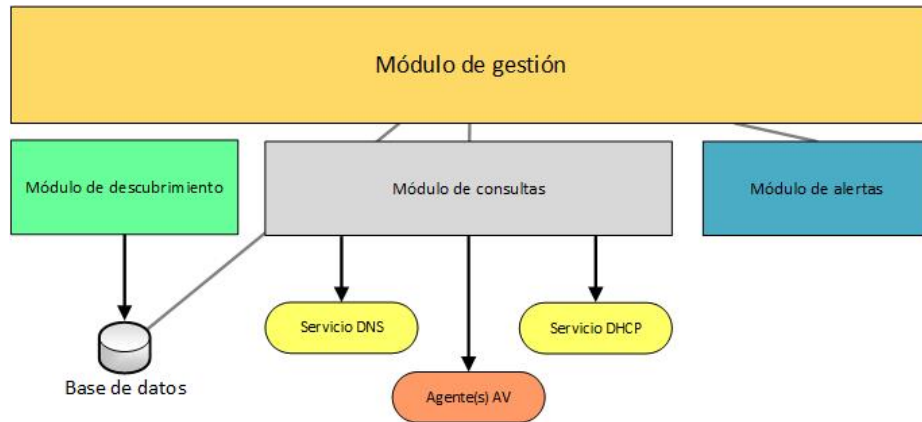 Módulo de gestión
Módulo de descubrimiento
Módulo de consultas
Módulo de alertas
Servicio DNS
Servicio DHCP
Base de datos
Agente(s) AV